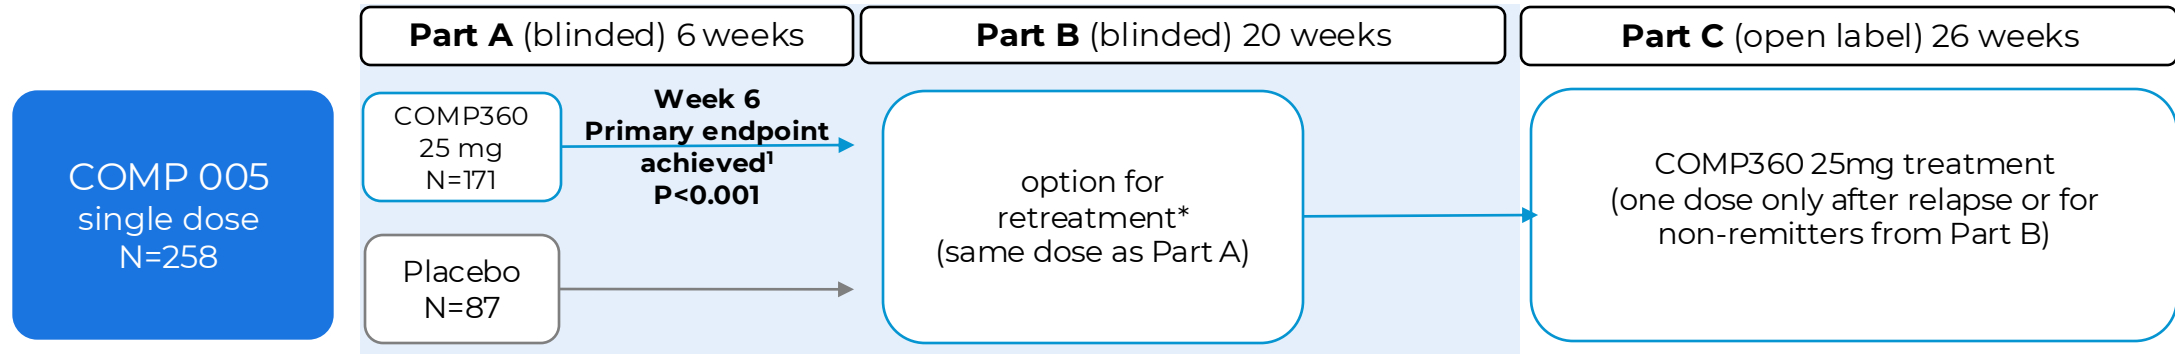 Part A (blinded) 6 weeks
Part B (blinded) 20 weeks
Part C (open label) 26 weeks
COMP 005
single dose
N=258
COMP360
25 mg
N=171
Week 6
Primary endpoint
achieved¹
P<0.001
Placebo
N=87
option for
retreatment*
(same dose as Part A)
COMP360 25mg treatment
(one dose only after relapse or for
non-remitters from Part B)